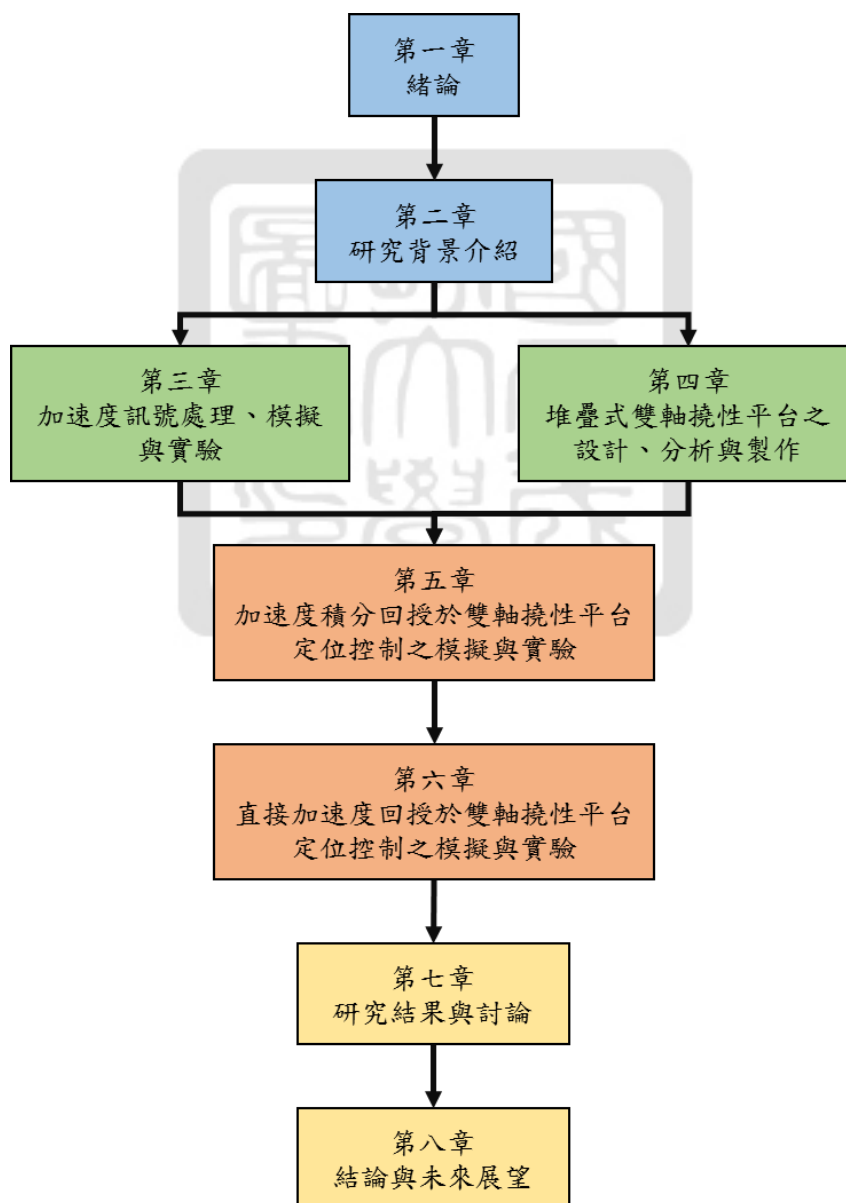 第一章
緒論
第二章
研究背景介紹
第三章
加速度訊號處理、模擬
與實驗
第四章
堆疊式雙軸撓性平台之
設計、分析與製作
第五章
加速度積分回授於雙軸撓性平台
定位控制之模擬與實驗
第六章
直接加速度回授於雙軸撓性平台
定位控制之模擬與實驗
第七章
研究結果與討論
第八章
結論與未來展望